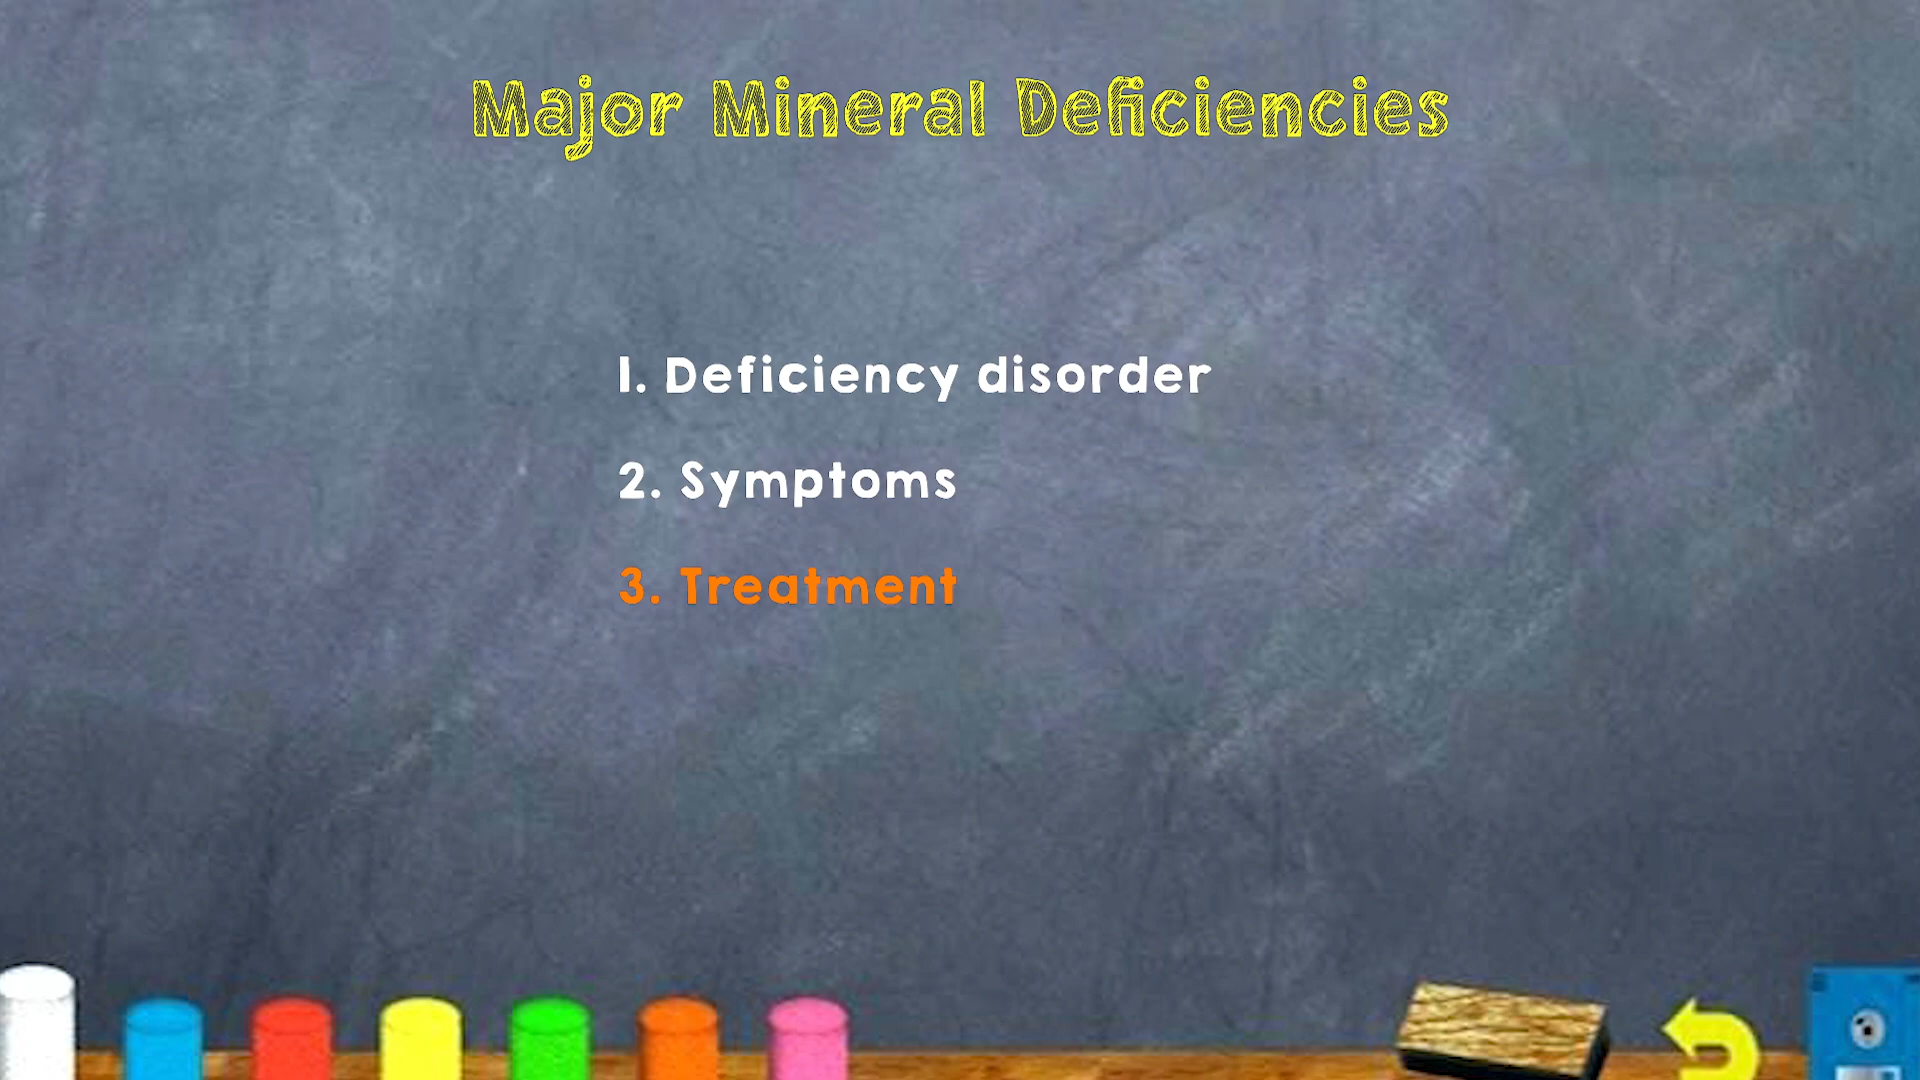 Major Mineral Deficiencies
1. Deficiency disorder
2. Symptoms
3. Treatment